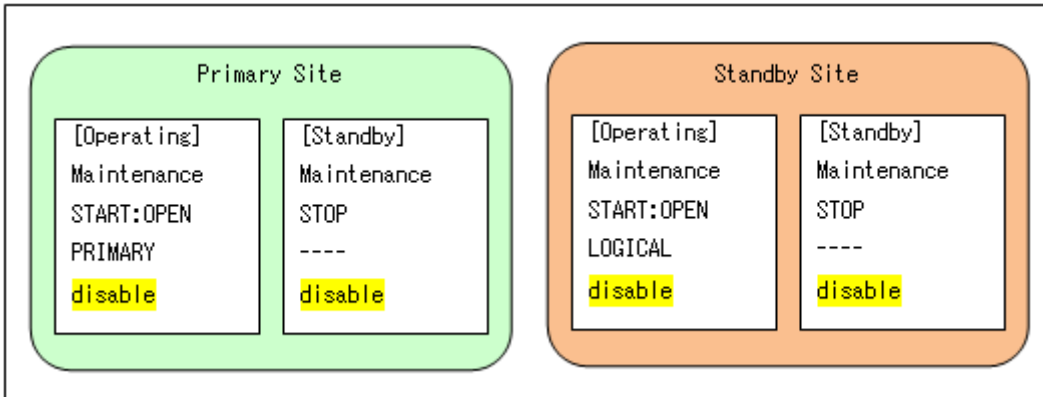 Primary Site
[Operating]
Maintenance
START:OPEN
PRIMARY
disable
[Standby]
Maintenance
STOP
----
disable
Standby Site
[Operating]
Maintenance
START:OPEN
LOGICAL
disable
[Standby]
Maintenance
STOP
----
disable